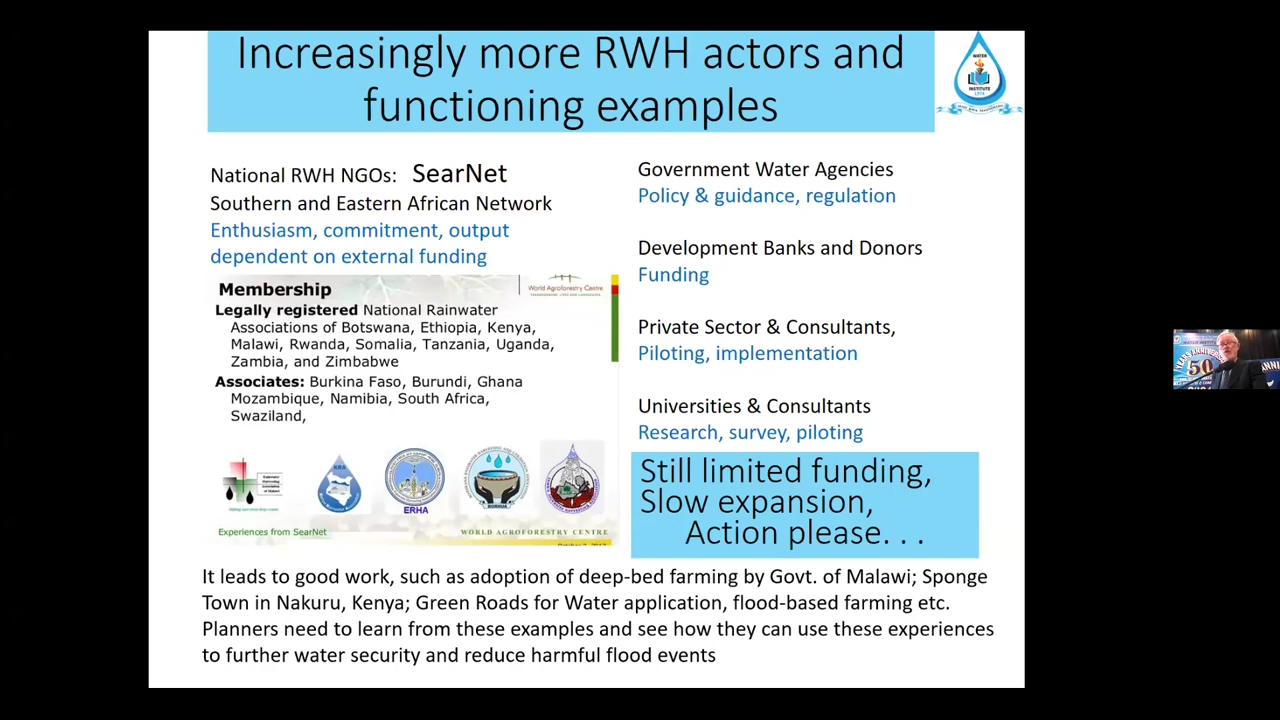 Increasingly more RWH actors and
functioning examples
WATER
INSTITUTE
National RWH NGOs: SearNet
Southern and Eastern African Network
Enthusiasm, commitment, output
dependent on external funding
World Agroforestry Centre
Membership
Legally registered National Rainwater
Associations of Botswana, Ethiopia, Kenya,
Malawi, Rwanda, Somalia, Tanzania, Uganda,
Zambia, and Zimbabwe
Associates: Burkina Faso, Burundi, Ghana
Mozambique, Namibia, South Africa,
Swaziland,
KRA
ERHA
Experiences from SearNet
WORLD AGROFORESTRY CENTRE
Government Water Agencies
Policy & guidance, regulation
Development Banks and Donors
Funding
Private Sector & Consultants,
Piloting, implementation
Universities & Consultants
Research, survey, piloting
Still limited funding,
Slow expansion,
Action please. . .
It leads to good work, such as adoption of deep-bed farming by Govt. of Malawi; Sponge
Town in Nakuru, Kenya; Green Roads for Water application, flood-based farming etc.
Planners need to learn from these examples and see how they can use these experiences
to further water security and reduce harmful flood events
50